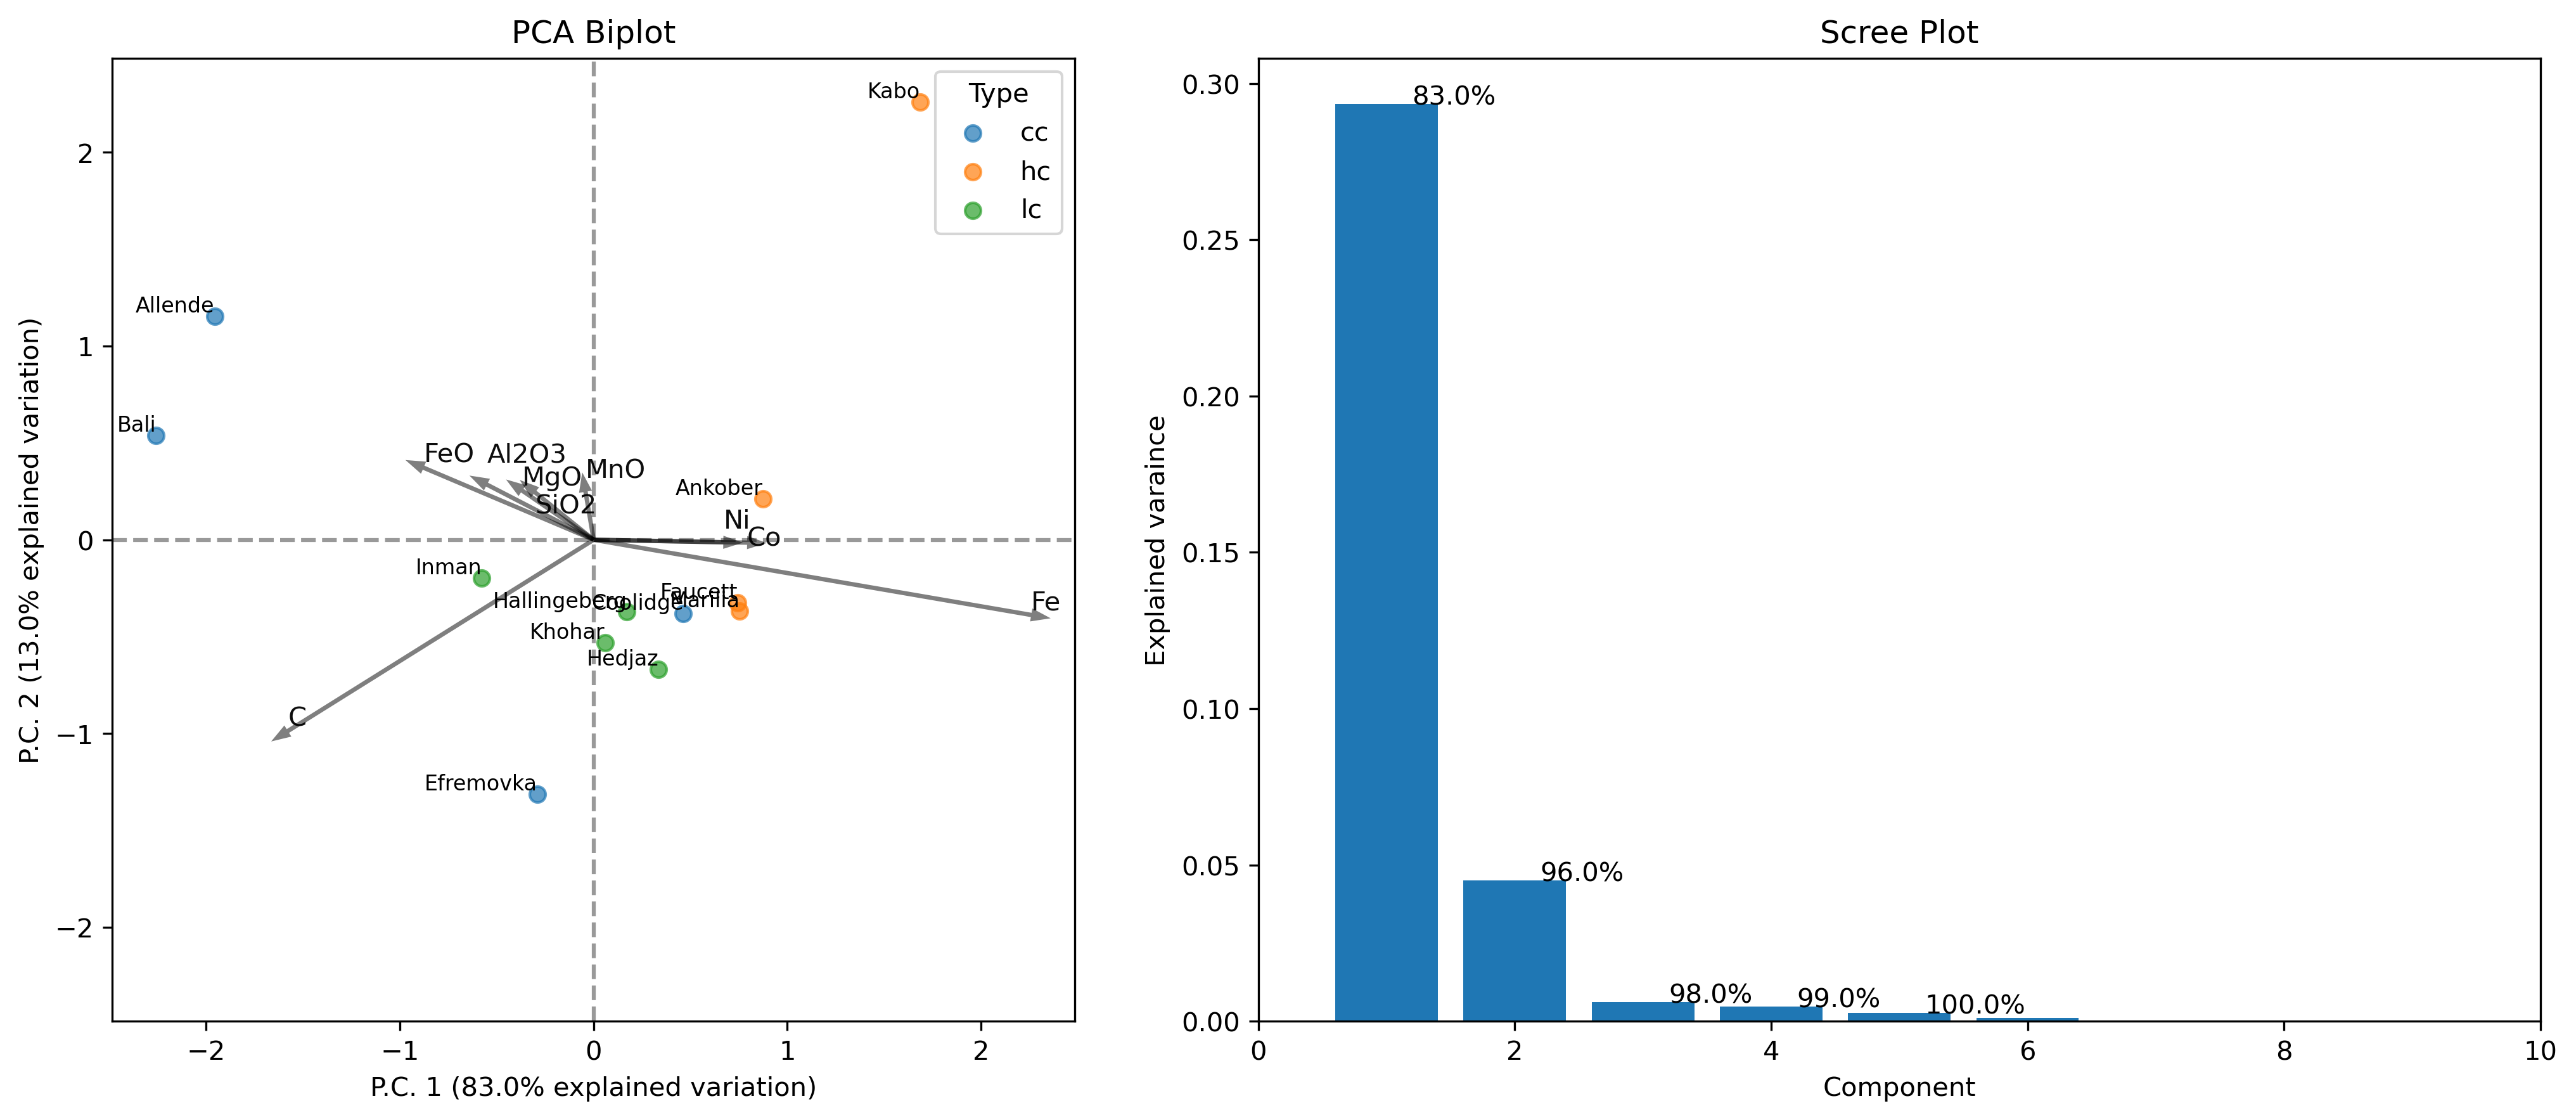 PCA Biplot
Kabo
Type
cc
hc
lc
Allende
Bali
FeO
Al2O3
MgO
MnO
SiO2
Ankober
Ni
Co
Inman
Faucett
Hallingeberg
Coolidge
Marilla
Fe
Khohar
Hedjaz
C
Efremovka
2
1
0
−1
−2
−2
−1
0
1
2
P.C. 1 (83.0% explained variation)
P.C. 2 (13.0% explained variation)
Scree Plot
83.0%
96.0%
98.0%
99.0%
100.0%
0.30
0.25
0.20
0.15
0.10
0.05
0.00
0
2
4
6
8
10
Component
Explained varaince